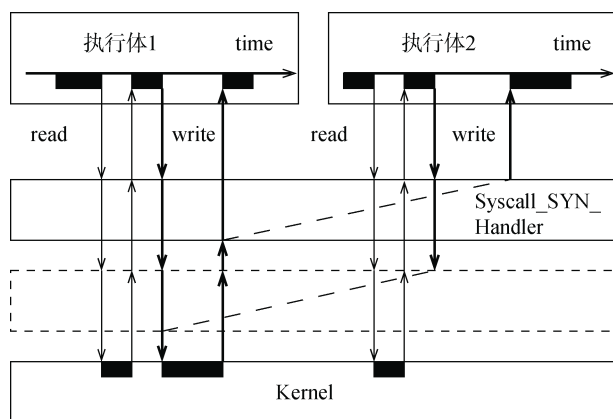 执行体1
time
执行体2
time
read
write
read
write
Syscall_SYN_
Handler
Kernel